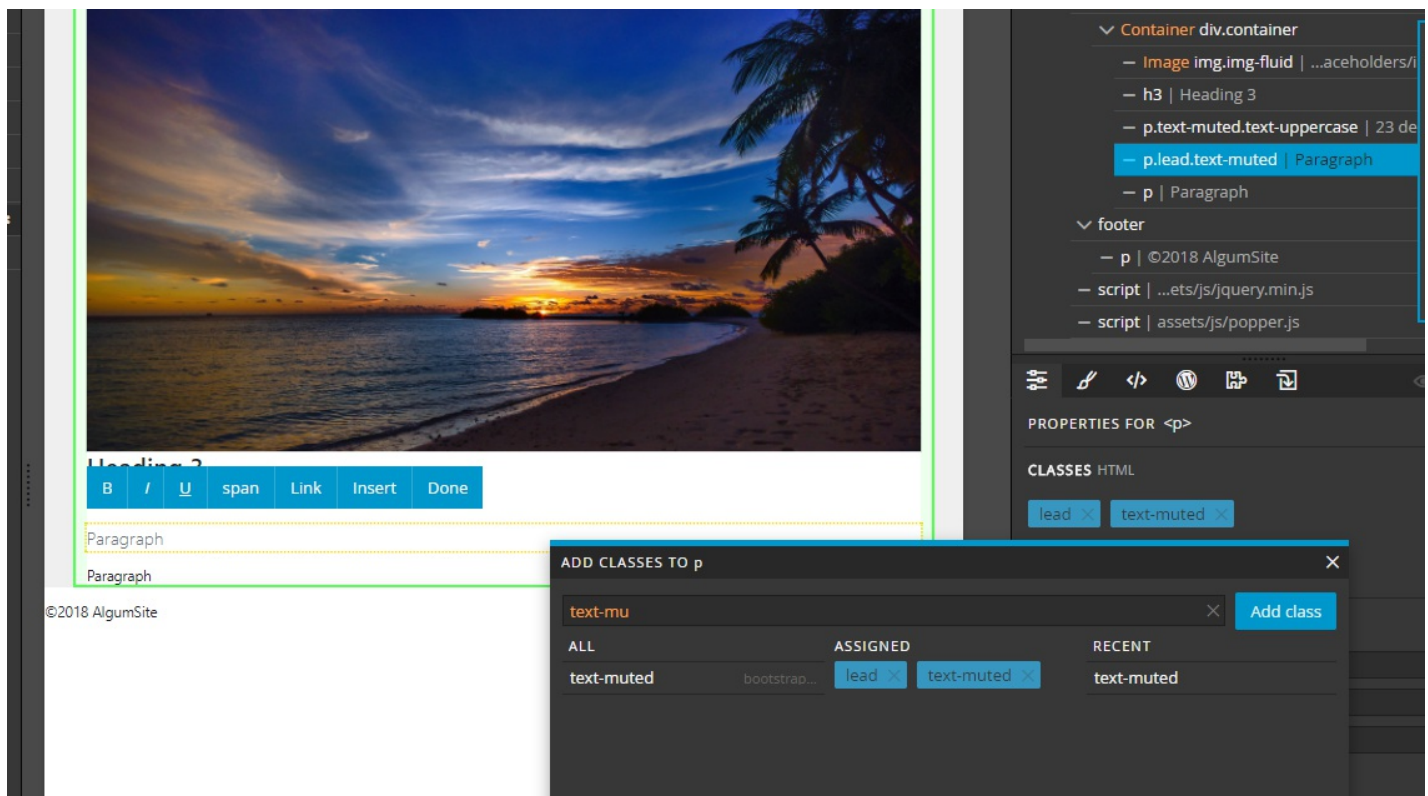 Container div.container
Image img.img-fluid | ...aceholders/i
h3 | Heading 3
p.text-muted.text-uppercase | 23 de
p.lead.text-muted | Paragraph
p | Paragraph
footer
p | ©2018 AlgumSite
script | ...ets/js/jquery.min.js
script | assets/js/popper.js
PROPERTIES FOR <p>
CLASSES HTML
lead text-muted
Heading 3
B I U span Link Insert Done
Paragraph
Paragraph
©2018 AlgumSite
ADD CLASSES TO p
text-mu
Add class
ALL ASSIGNED RECENT
text-muted bootstrap... lead text-muted text-muted